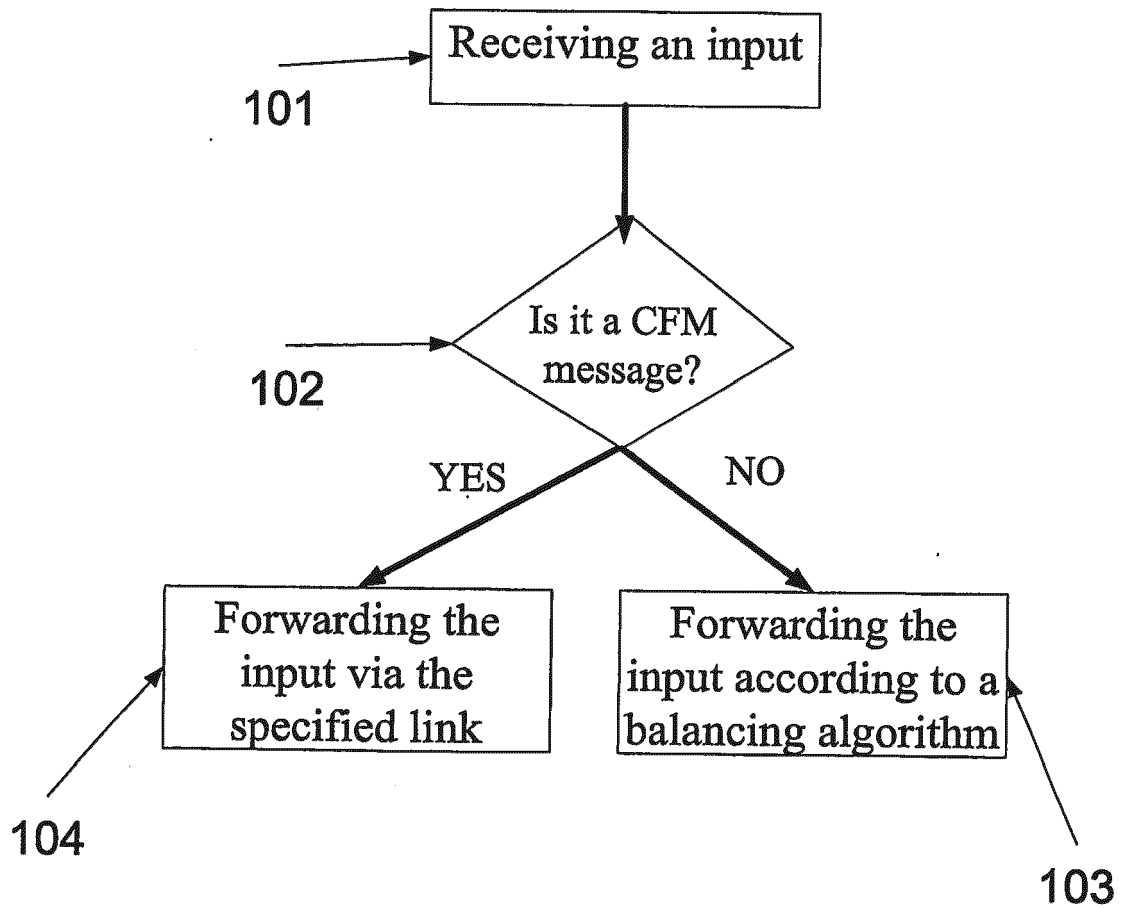 Receiving an input
101
Is it a CFM
message?
102
YES
NO
Forwarding the
input via the
specified link
Forwarding the
input according to a
balancing algorithm
104
103